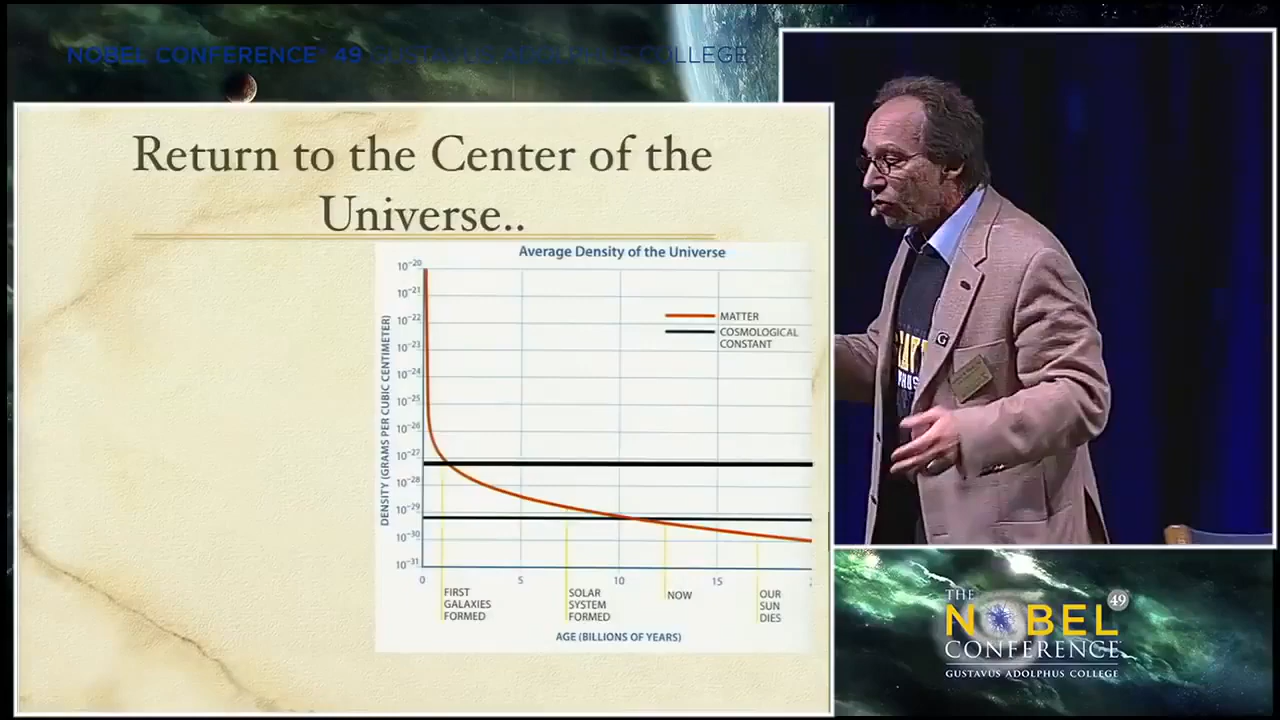 NOBEL CONFERENCE® 49 GUSTAVUS ADOLPHUS COLLEGE
Return to the Center of the
Universe..
Average Density of the Universe
DENSITY (GRAMS PER CUBIC CENTIMETER)
10⁻²⁰
10⁻²¹
10⁻²²
10⁻²³
10⁻²⁴
10⁻²⁵
10⁻²⁶
10⁻²⁷
10⁻²⁸
10⁻²⁹
10⁻³⁰
10⁻³¹
MATTER
COSMOLOGICAL
CONSTANT
0 5 10 15
FIRST
GALAXIES
FORMED
SOLAR
SYSTEM
FORMED
NOW
OUR
SUN
DIES
AGE (BILLIONS OF YEARS)
G
THE
NOBEL 49
CONFERENCE
GUSTAVUS ADOLPHUS COLLEGE